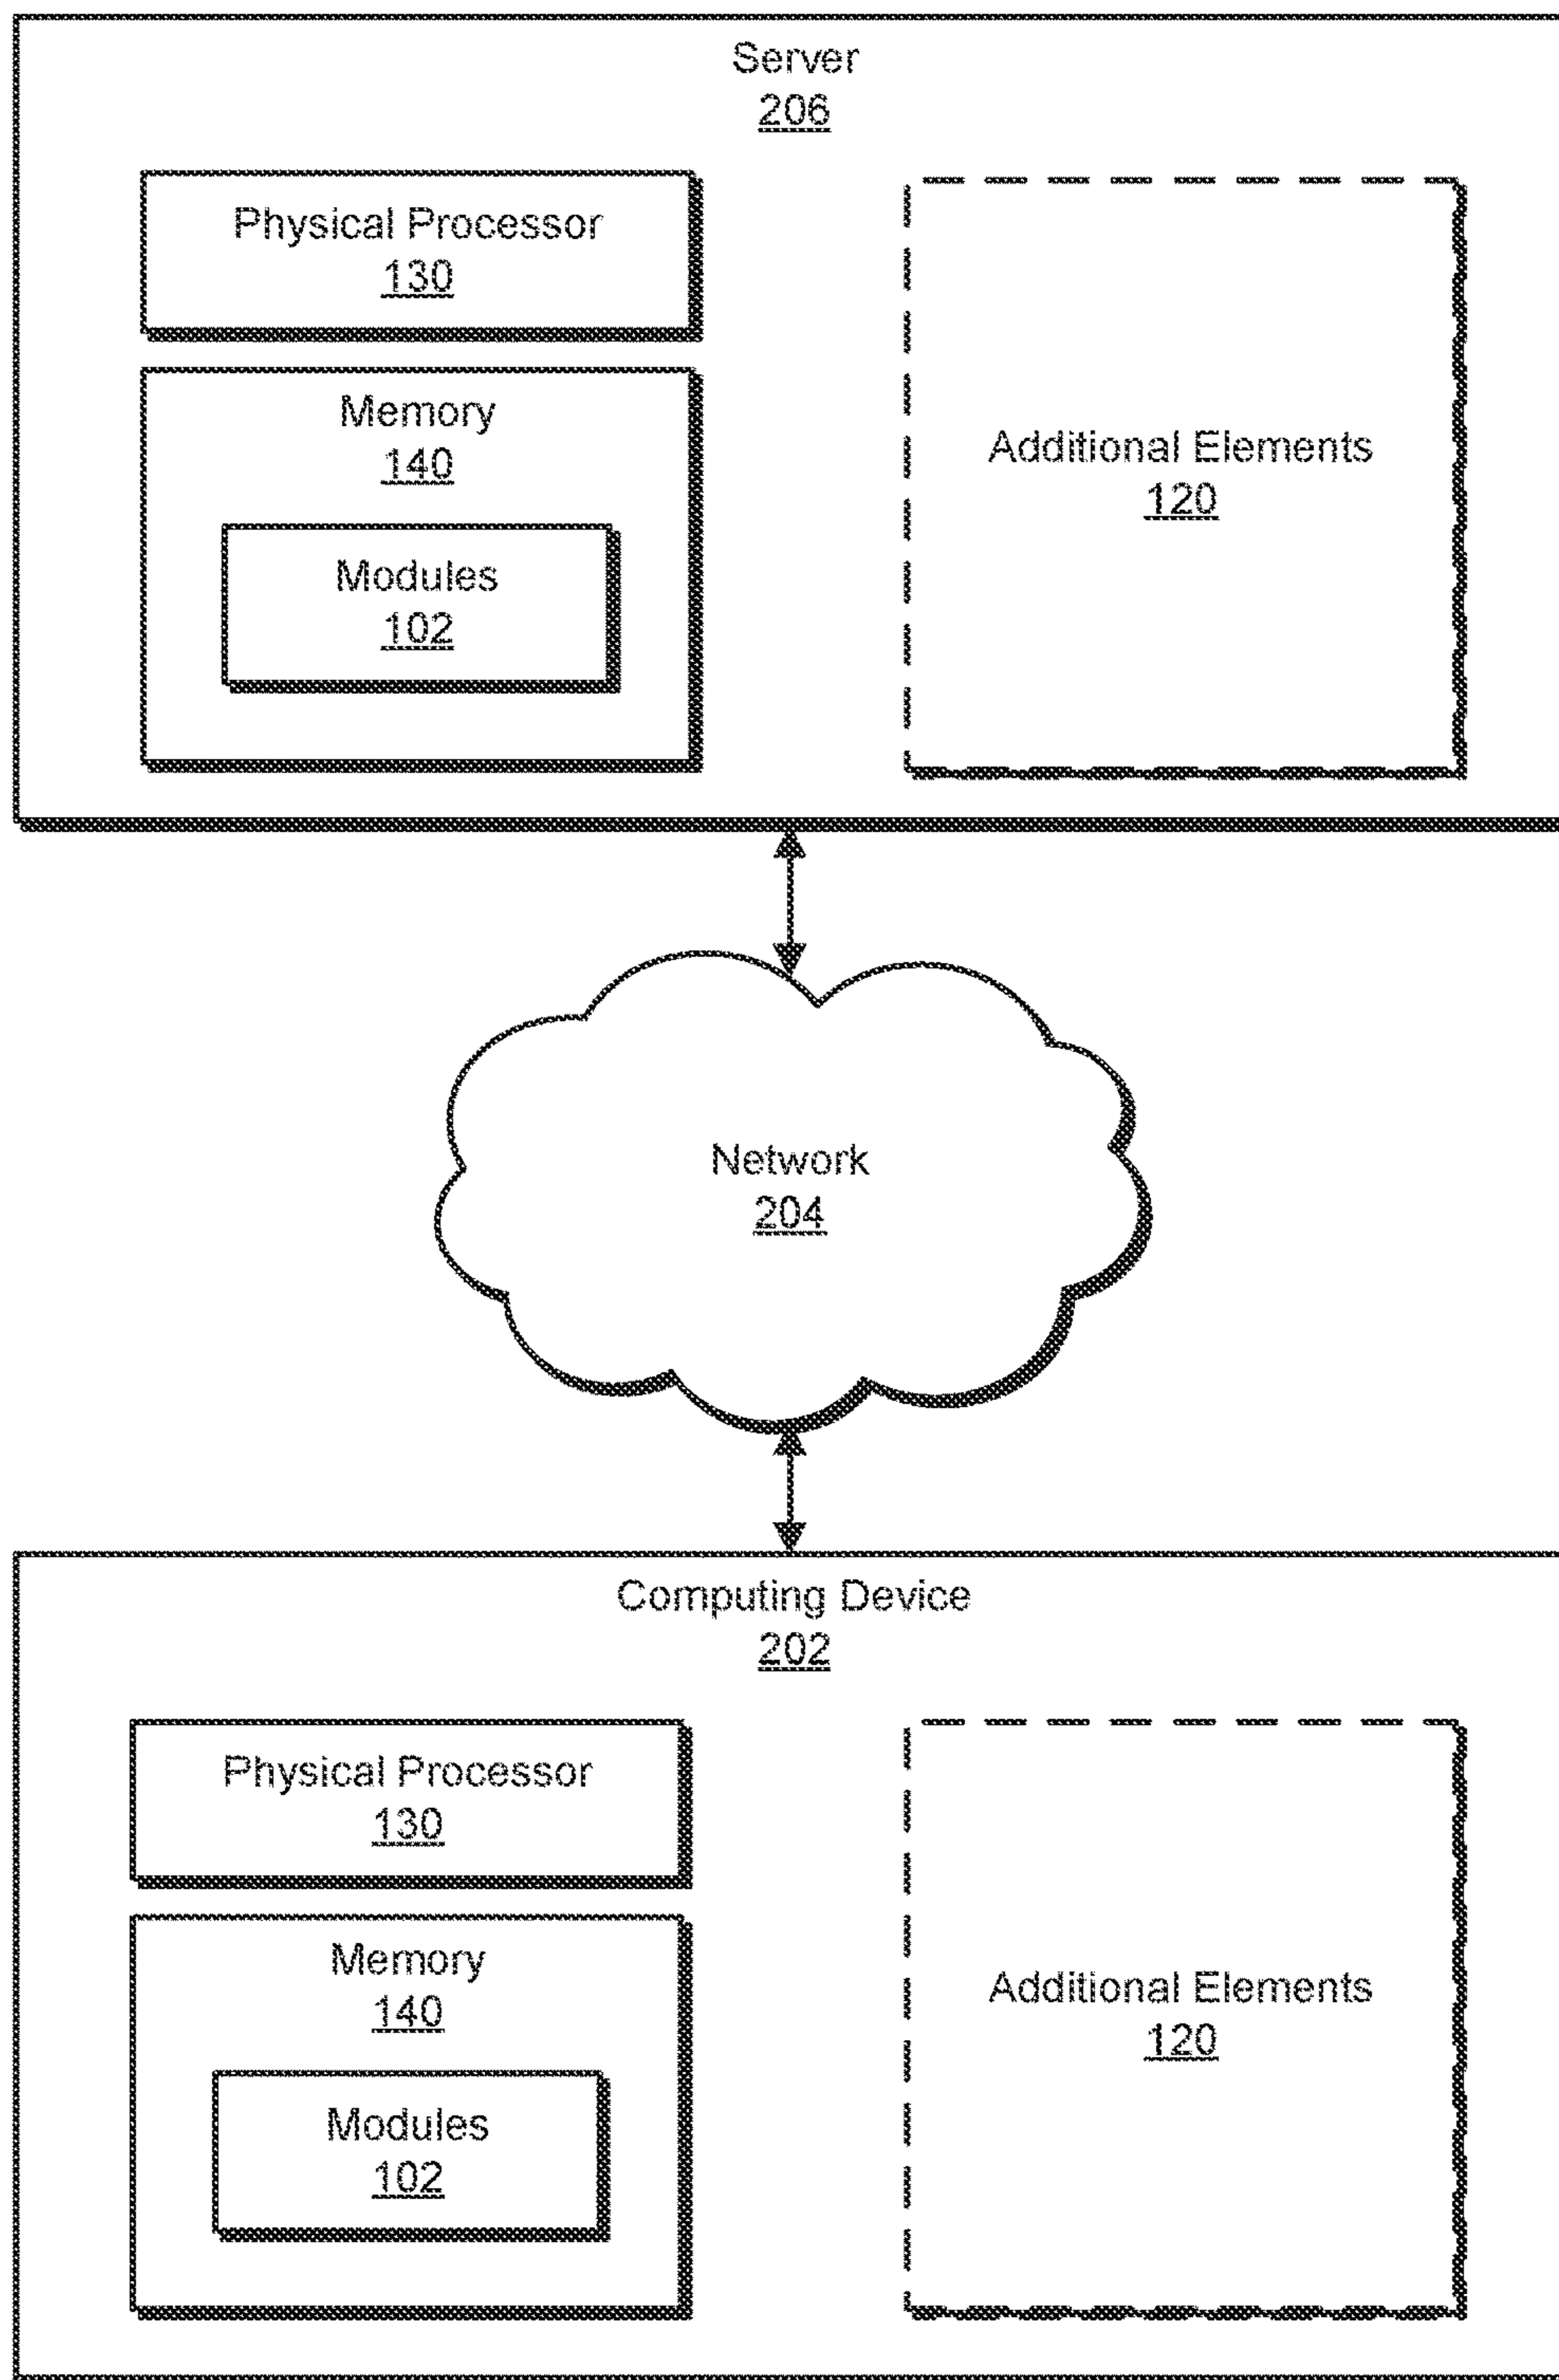 Server
206
Physical Processor
130
Memory
140
Modules
102
Additional Elements
120
Network
204
Computing Device
202
Physical Processor
130
Memory
140
Modules
102
Additional Elements
120